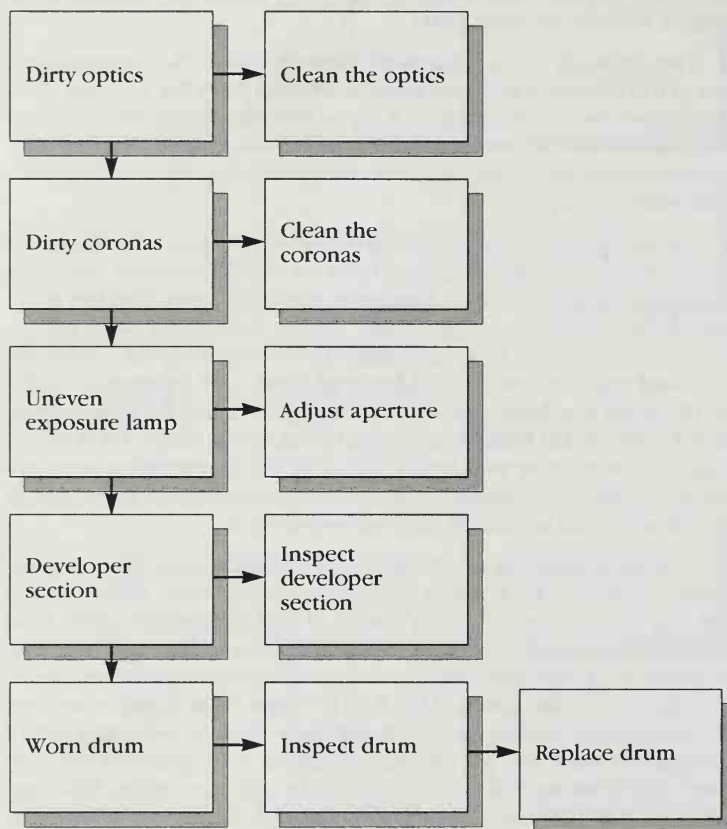 Dirty optics
Clean the optics
Dirty coronas
Clean the
coronas
Uneven
exposure lamp
Adjust aperture
Developer
section
Inspect
developer
section
Worn drum
Inspect drum
Replace drum